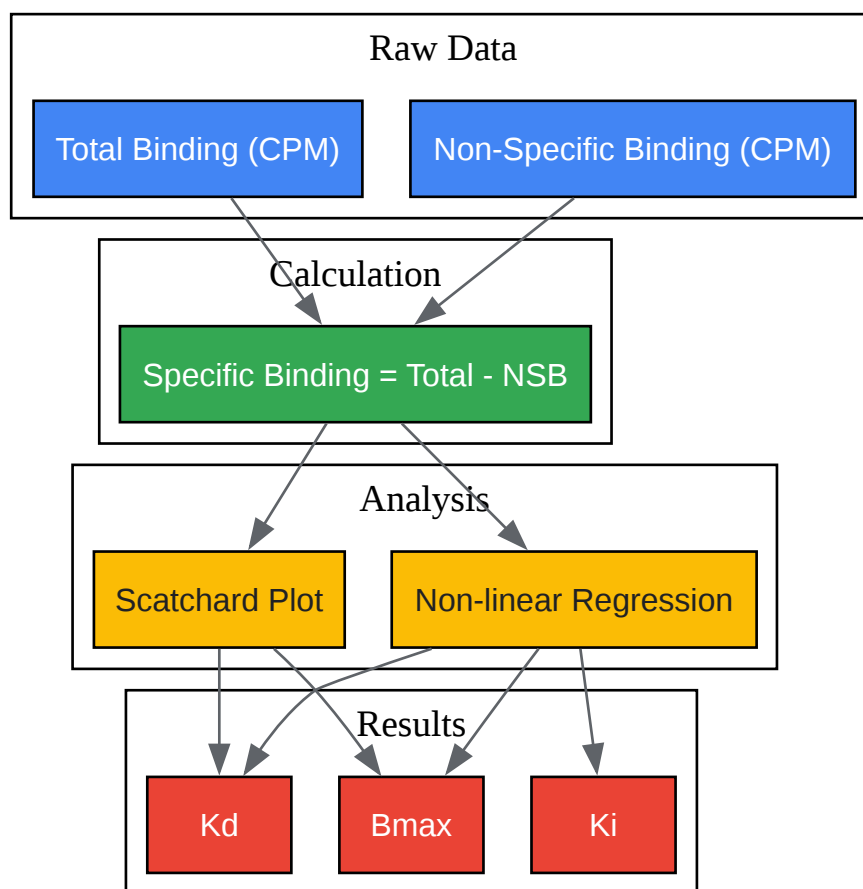 Raw Data
Total Binding (CPM)
Non-Specific Binding (CPM)
Calculation
Specific Binding = Total - NSB
Analysis
Scatchard Plot
Non-linear Regression
Results
Kd
Bmax
Ki